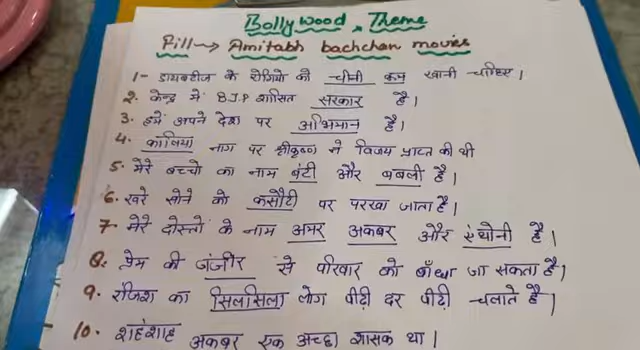 Bollywood Theme
Fill→ Amitabh bachchan movies
1- डायबटीज के रोगियो को चीनी कम खानी चाहिए।
2. केन्द्र में BJP शासित सरकार है।
3. हमें अपने देश पर अभिमान है।
4. कालिया नाग पर श्रीकृष्ण ने विजय प्राप्त की थी
5. मेरे बच्चो का नाम बंटी और बबली है।
6. खरे सोने को कसौटी पर परखा जाता है।
7- मेरे दोस्तों के नाम अमर अकबर और एंथोनी है।
8. प्रेम की जंजीर से परिवार को बाँधा जा सकता है।
9. रंजिश का सिलसिला लोग पीढ़ी दर पीढ़ी चलाते है।
10. शहंशाह अकबर एक अच्छा शासक था।